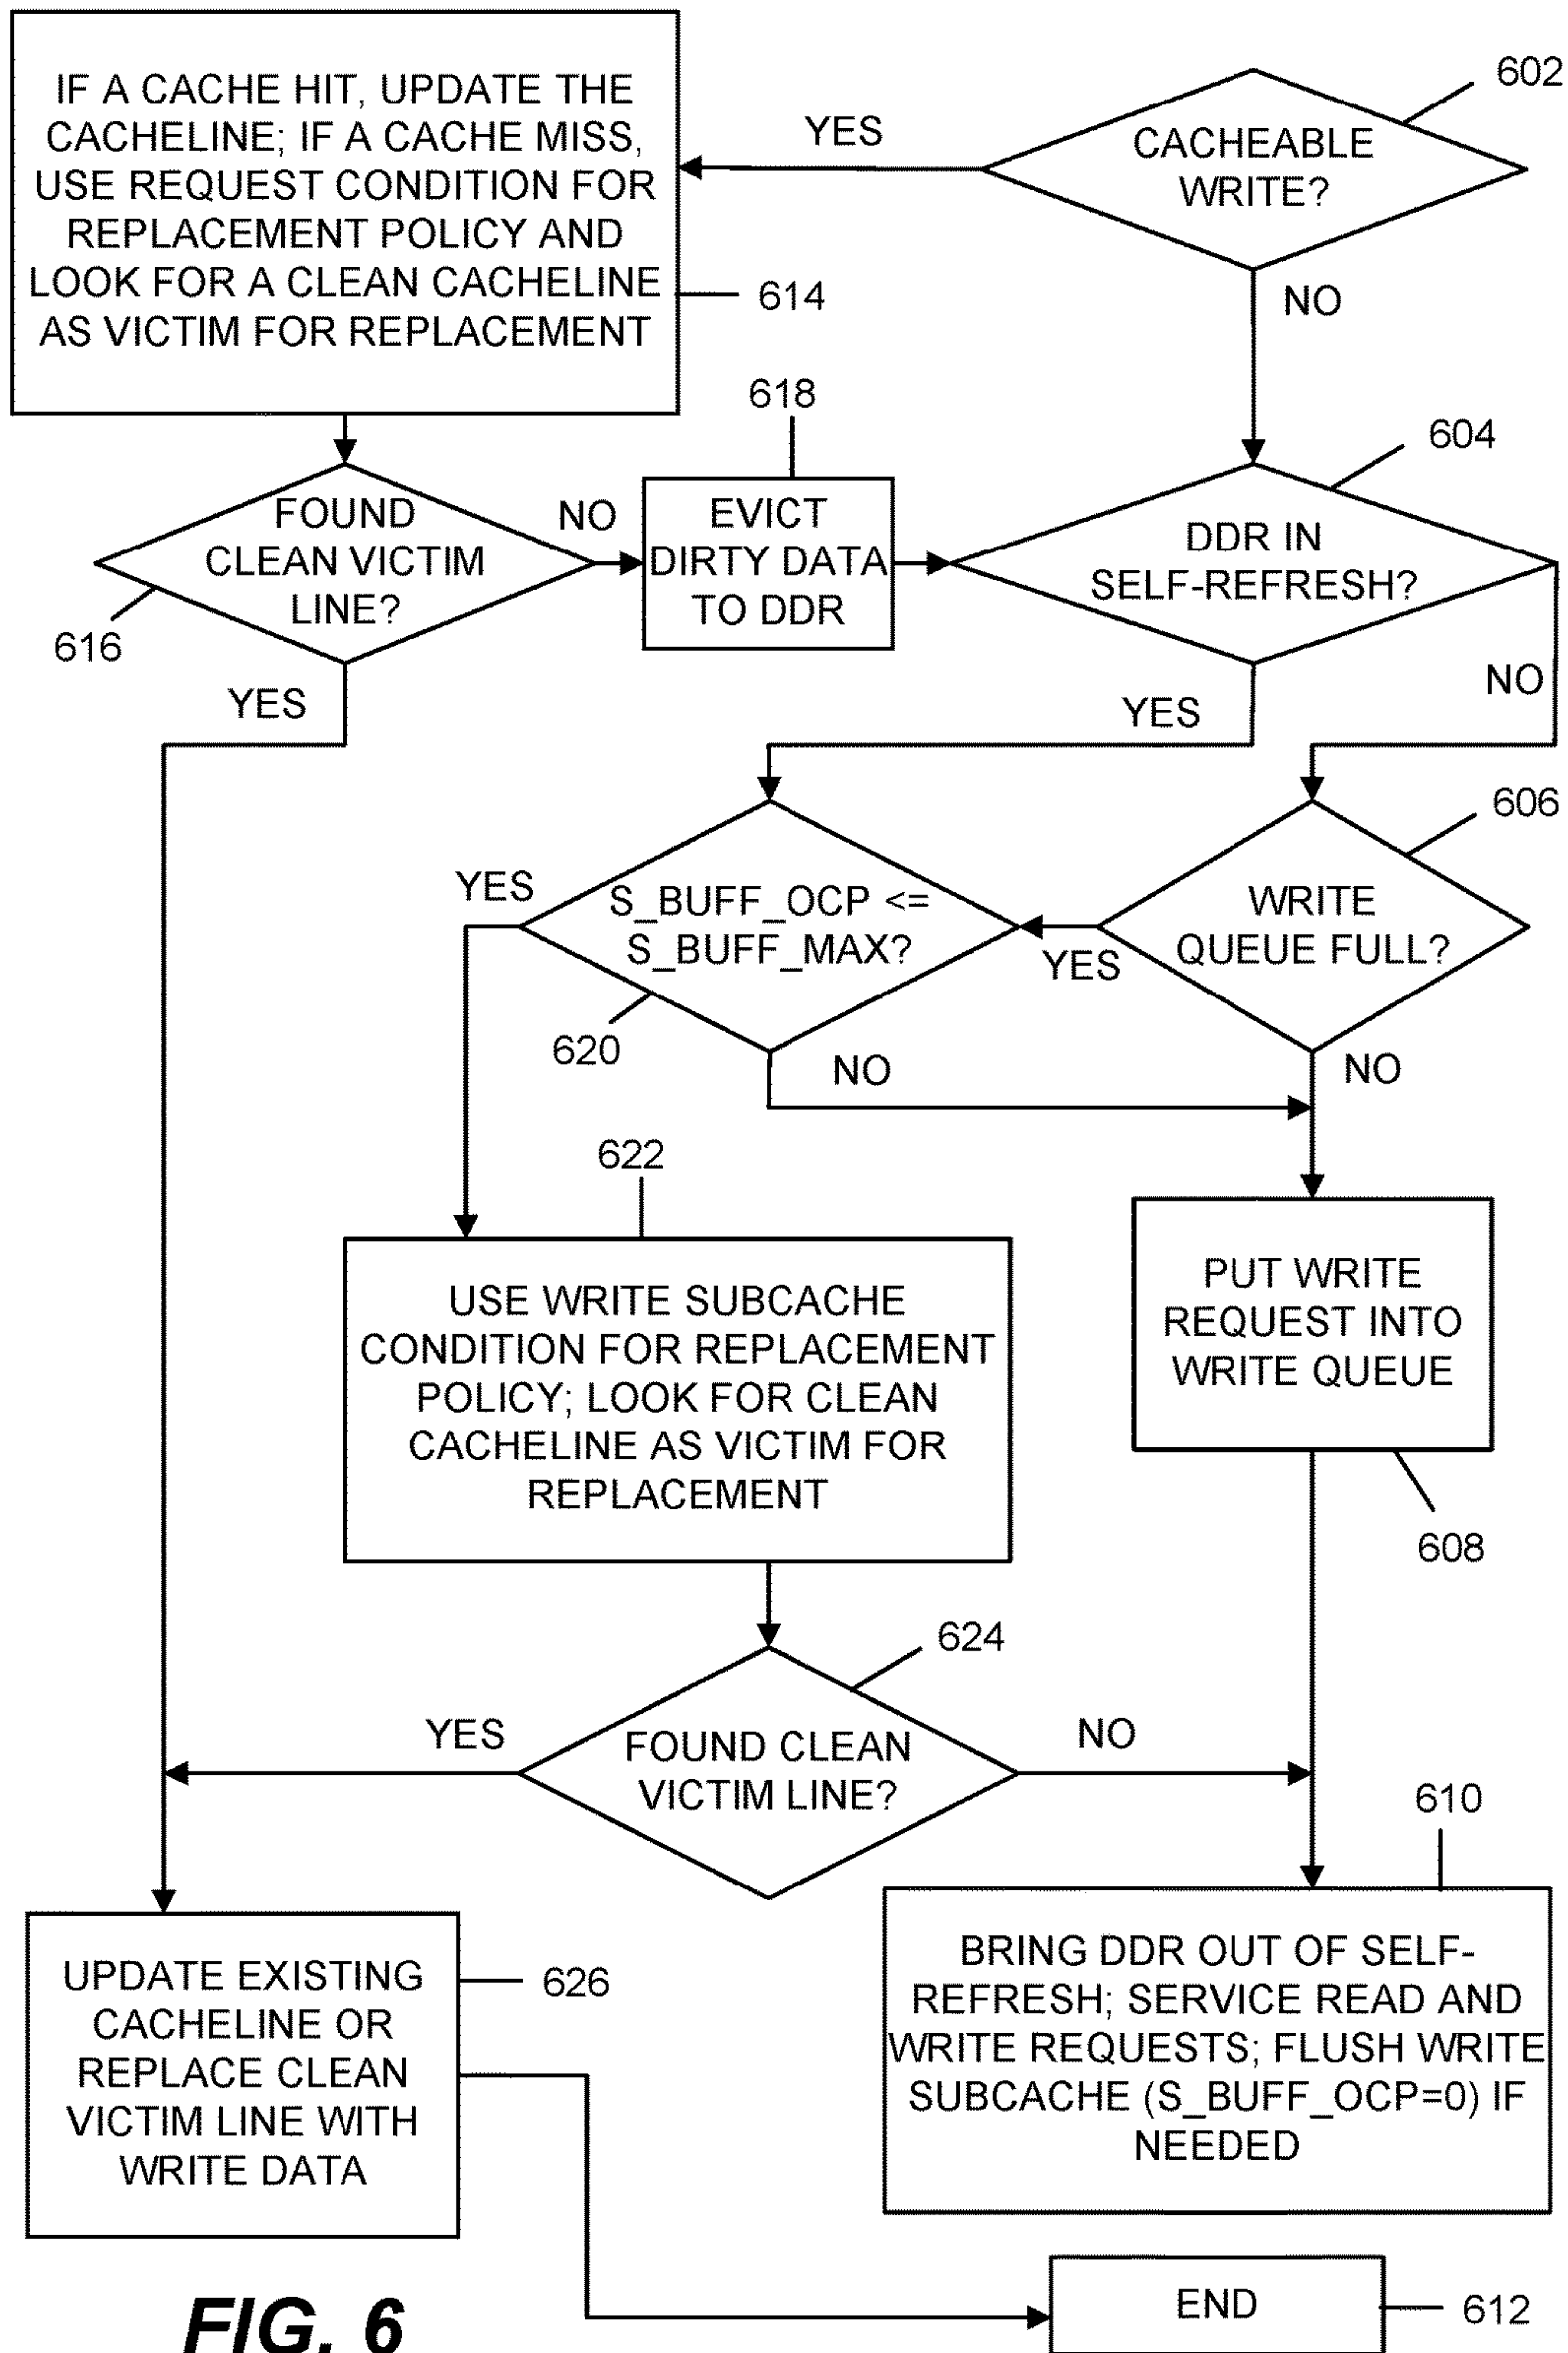 IF A CACHE HIT, UPDATE THE
CACHELINE; IF A CACHE MISS,
USE REQUEST CONDITION FOR
REPLACEMENT POLICY AND
LOOK FOR A CLEAN CACHELINE
AS VICTIM FOR REPLACEMENT
614
YES
CACHEABLE
WRITE?
602
NO
618
604
FOUND
CLEAN VICTIM
LINE?
616
NO
EVICT
DIRTY DATA
TO DDR
DDR IN
SELF-REFRESH?
YES
YES
NO
606
YES
S_BUFF_OCP <=
S_BUFF_MAX?
620
YES
WRITE
QUEUE FULL?
NO
NO
622
USE WRITE SUBCACHE
CONDITION FOR REPLACEMENT
POLICY; LOOK FOR CLEAN
CACHELINE AS VICTIM FOR
REPLACEMENT
PUT WRITE
REQUEST INTO
WRITE QUEUE
608
624
YES
FOUND CLEAN
VICTIM LINE?
NO
610
UPDATE EXISTING
CACHELINE OR
REPLACE CLEAN
VICTIM LINE WITH
WRITE DATA
626
BRING DDR OUT OF SELF-
REFRESH; SERVICE READ AND
WRITE REQUESTS; FLUSH WRITE
SUBCACHE (S_BUFF_OCP=0) IF
NEEDED
END
612
FIG. 6